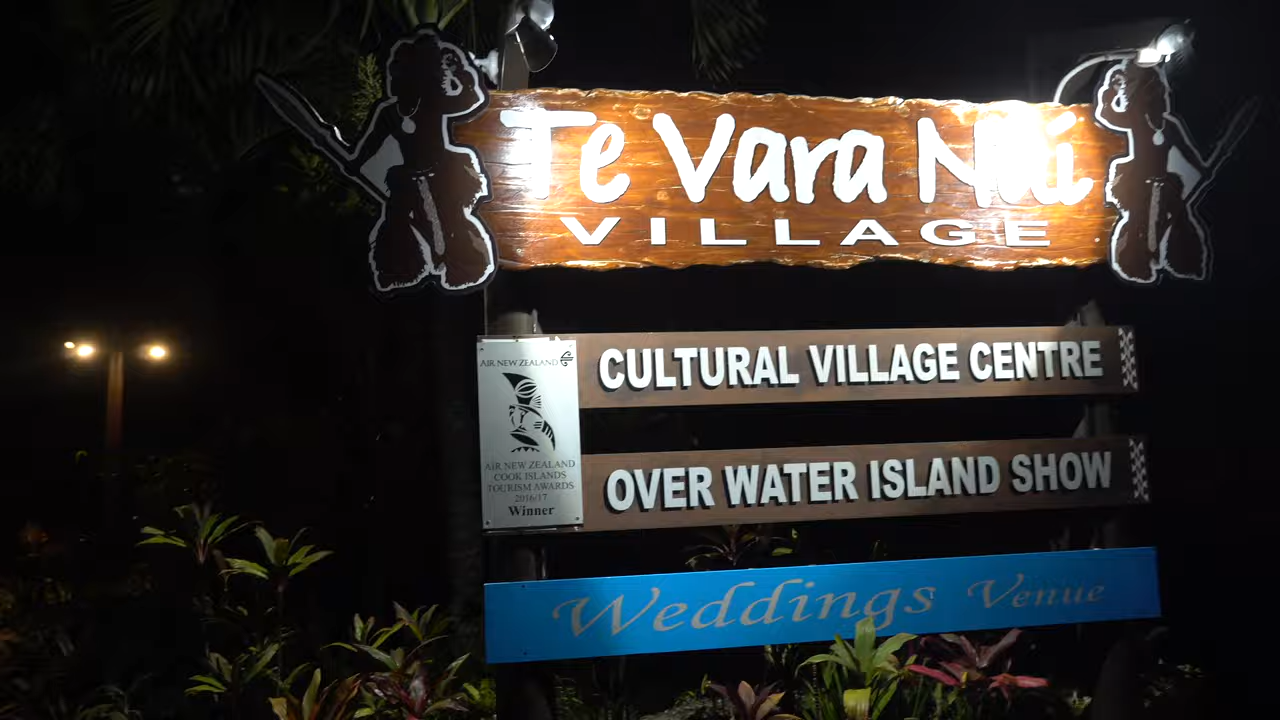 Te Vara Nui
VILLAGE
AIR NEW ZEALAND
CULTURAL VILLAGE CENTRE
AIR NEW ZEALAND
COOK ISLANDS
TOURISM AWARDS
2016/17
Winner
OVER WATER ISLAND SHOW
Weddings Venue